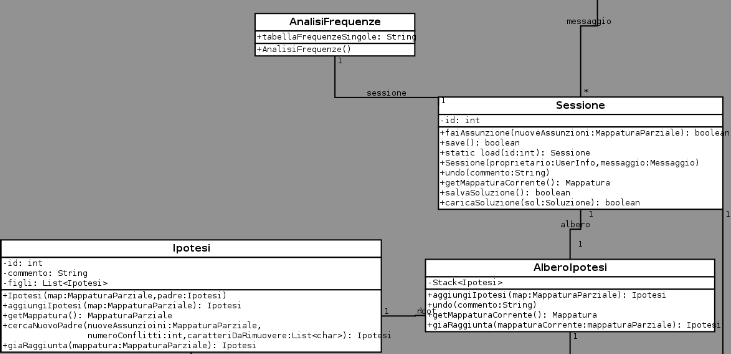 messaggio
AnalisiFrequenze
+tabellaFrequenzeSingole: String
+AnalisiFrequenze()
1
sessione
*
1
Sessione
-id: int
+faiAssunzione(nuoveAssunzioni:MappaturaParziale): boolean
+save(): boolean
+static load(id:int): Sessione
+Sessione(proprietario:UserInfo,messaggio:Messaggio)
+undo(commento:String)
+getMappaturaCorrente(): Mappatura
+salvaSoluzione(): boolean
+caricaSoluzione(sol:Soluzione): boolean
1
1
albero
1
Ipotesi
-id: int
-commento: String
-figli: List<Ipotesi>
+Ipotesi(map:MappaturaParziale,padre:Ipotesi)
+aggiungiIpotesi(map:MappaturaParziale): Ipotesi
+getMappatura(): MappaturaParziale
+cercaNuovoPadre(nuoveAssunzioini:MappaturaParziale,
numeroConflitti:int,caratteriDaRimuovere:List<char>): Ipotesi
+giaRaggiunta(mappatura:MappaturaParziale): Ipotesi
1
root
AlberoIpotesi
-Stack<Ipotesi>
+aggiungiIpotesi(map:MappaturaParziale): Ipotesi
+undo(commento:String)
+getMappaturaCorrente(): Mappatura
+giaRaggiunta(mappaturaCorrente:mappaturaParziale): Ipotesi
1